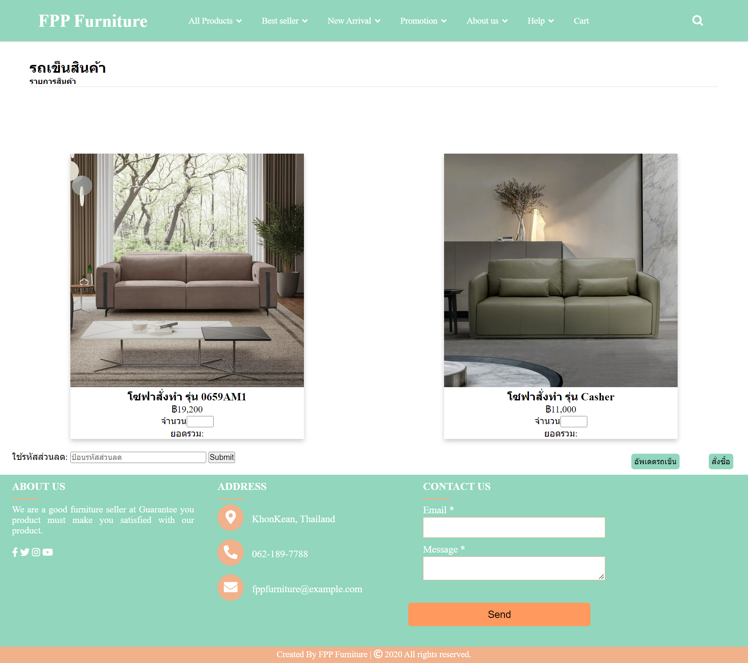 FPP Furniture
All Products Best seller New Arrival Promotion About us Help Cart
รถเข็นสินค้า
รายการสินค้า
โซฟาสั่งทำ รุ่น 0659AM1
฿19,200
จำนวน
ยอดรวม:
โซฟาสั่งทำ รุ่น Casher
฿11,000
จำนวน
ยอดรวม:
ใช้รหัสส่วนลด: ป้อนรหัสส่วนลด Submit
อัพเดตรถเข็น สั่งซื้อ
ABOUT US
We are a good furniture seller at Guarantee you
product must make you satisfied with our
product.
ADDRESS
KhonKean, Thailand
062-189-7788
fppfurniture@example.com
CONTACT US
Email *
Message *
Send
Created By FPP Furniture | © 2020 All rights reserved.